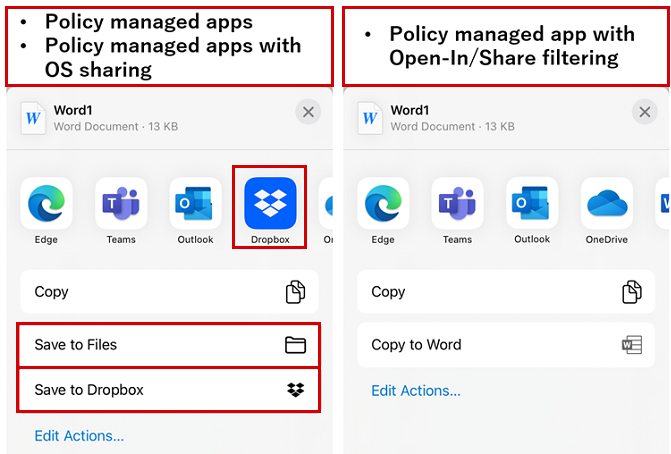 • Policy managed apps
• Policy managed apps with
OS sharing
Word1
Word Document · 13 KB
Edge
Teams
Outlook
Dropbox
Copy
Save to Files
Save to Dropbox
Edit Actions...
• Policy managed app with
Open-In/Share filtering
Word1
Word Document · 13 KB
Edge
Teams
Outlook
OneDrive
Copy
Copy to Word
Edit Actions...